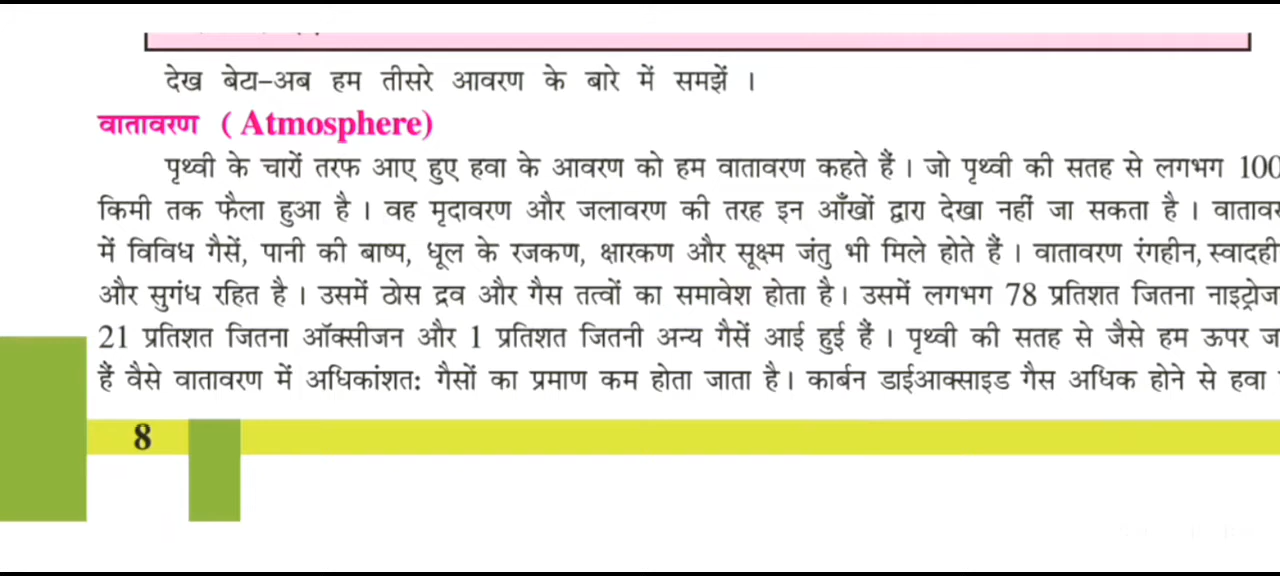 देख बेटा-अब हम तीसरे आवरण के बारे में समझें ।
वातावरण ( Atmosphere)
पृथ्वी के चारों तरफ आए हुए हवा के आवरण को हम वातावरण कहते हैं । जो पृथ्वी की सतह से लगभग
किमी तक फैला हुआ है । वह मृदावरण और जलावरण की तरह इन आँखों द्वारा देखा नहीं जा सकता है ।
में विविध गैसें, पानी की बाष्प, धूल के रजकण, क्षारकण और सूक्ष्म जंतु भी मिले होते हैं । वातावरण रंगहीन,
और सुगंध रहित है । उसमें ठोस द्रव और गैस तत्वों का समावेश होता है। उसमें लगभग 78 प्रतिशत जितना
21 प्रतिशत जितना ऑक्सीजन और 1 प्रतिशत जितनी अन्य गैसें आई हुई हैं । पृथ्वी की सतह से जैसे हम ऊपर
हैं वैसे वातावरण में अधिकांशत: गैसों का प्रमाण कम होता जाता है। कार्बन डाईआक्साइड गैस अधिक होने से हवा
8